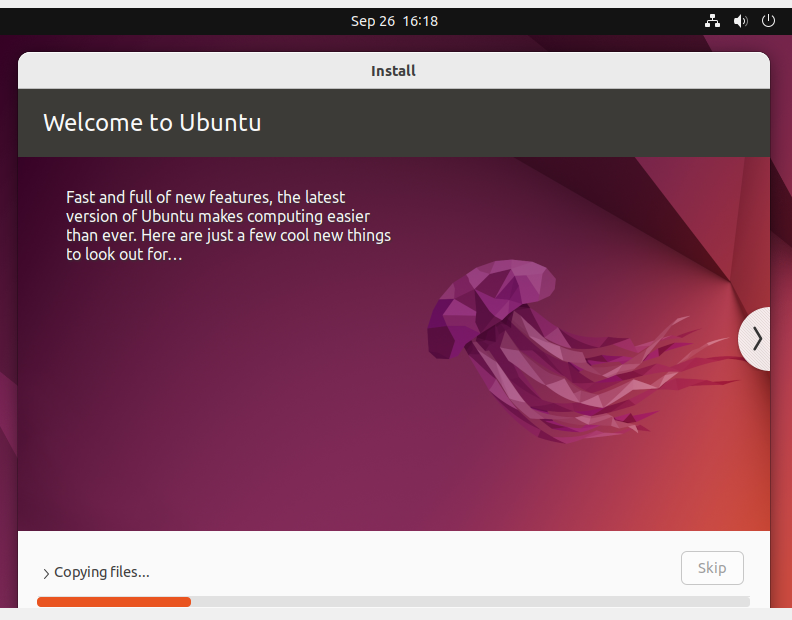 Sep 26 16:18
Install
Welcome to Ubuntu
Fast and full of new features, the latest
version of Ubuntu makes computing easier
than ever. Here are just a few cool new things
to look out for…
Copying files...
Skip